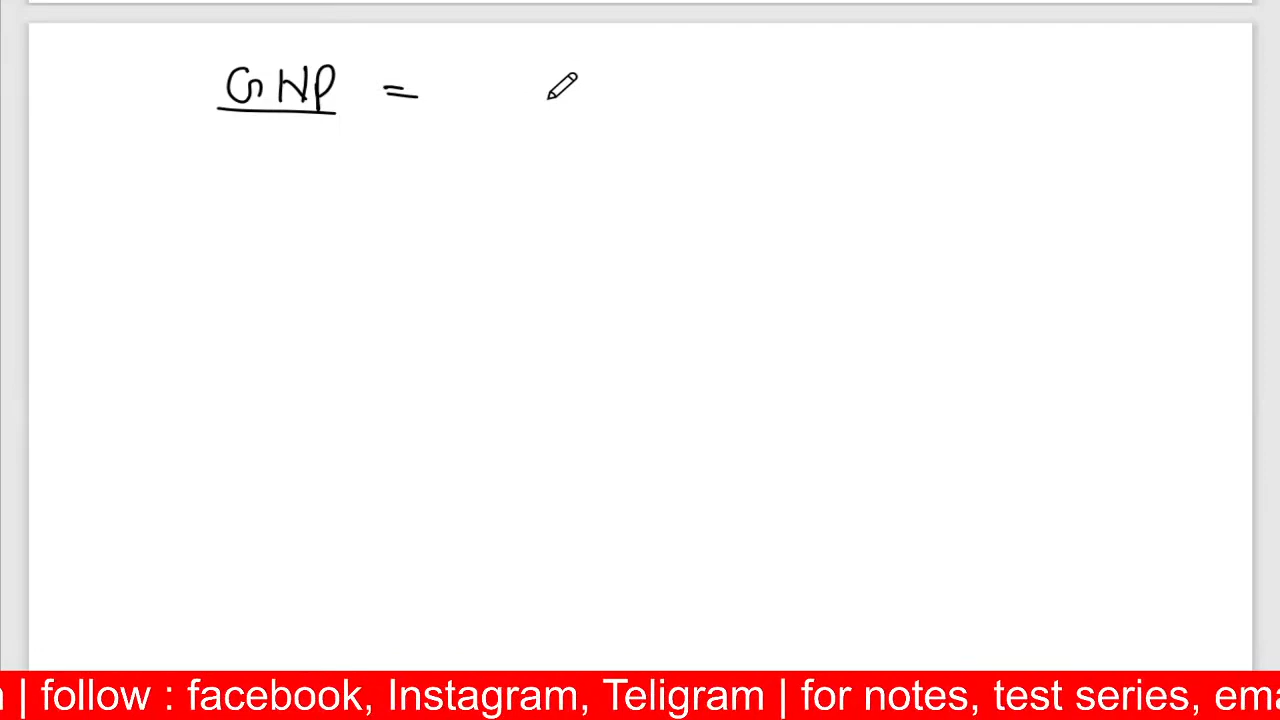 GNP =
| follow : facebook, Instagram, Teligram | for notes, test series, ema